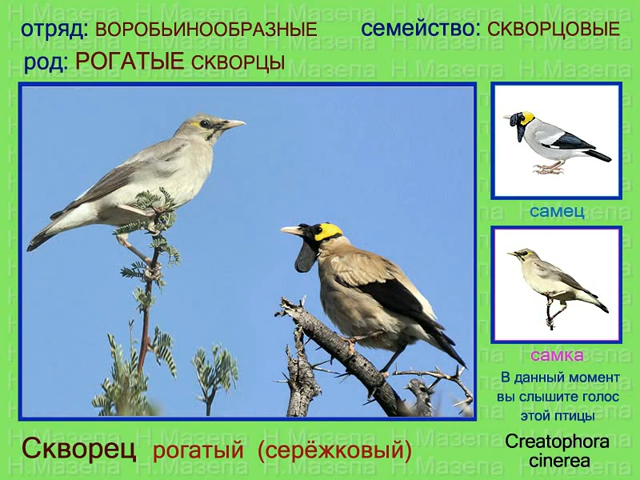 отряд: ВОРОБЬИНООБРАЗНЫЕ семейство: СКВОРЦОВЫЕ
род: РОГАТЫЕ СКВОРЦЫ
самец
самка
В данный момент
вы слышите голос
этой птицы
Скворец рогатый (серёжковый)
Creatophora
cinerea
Н.Мазепа